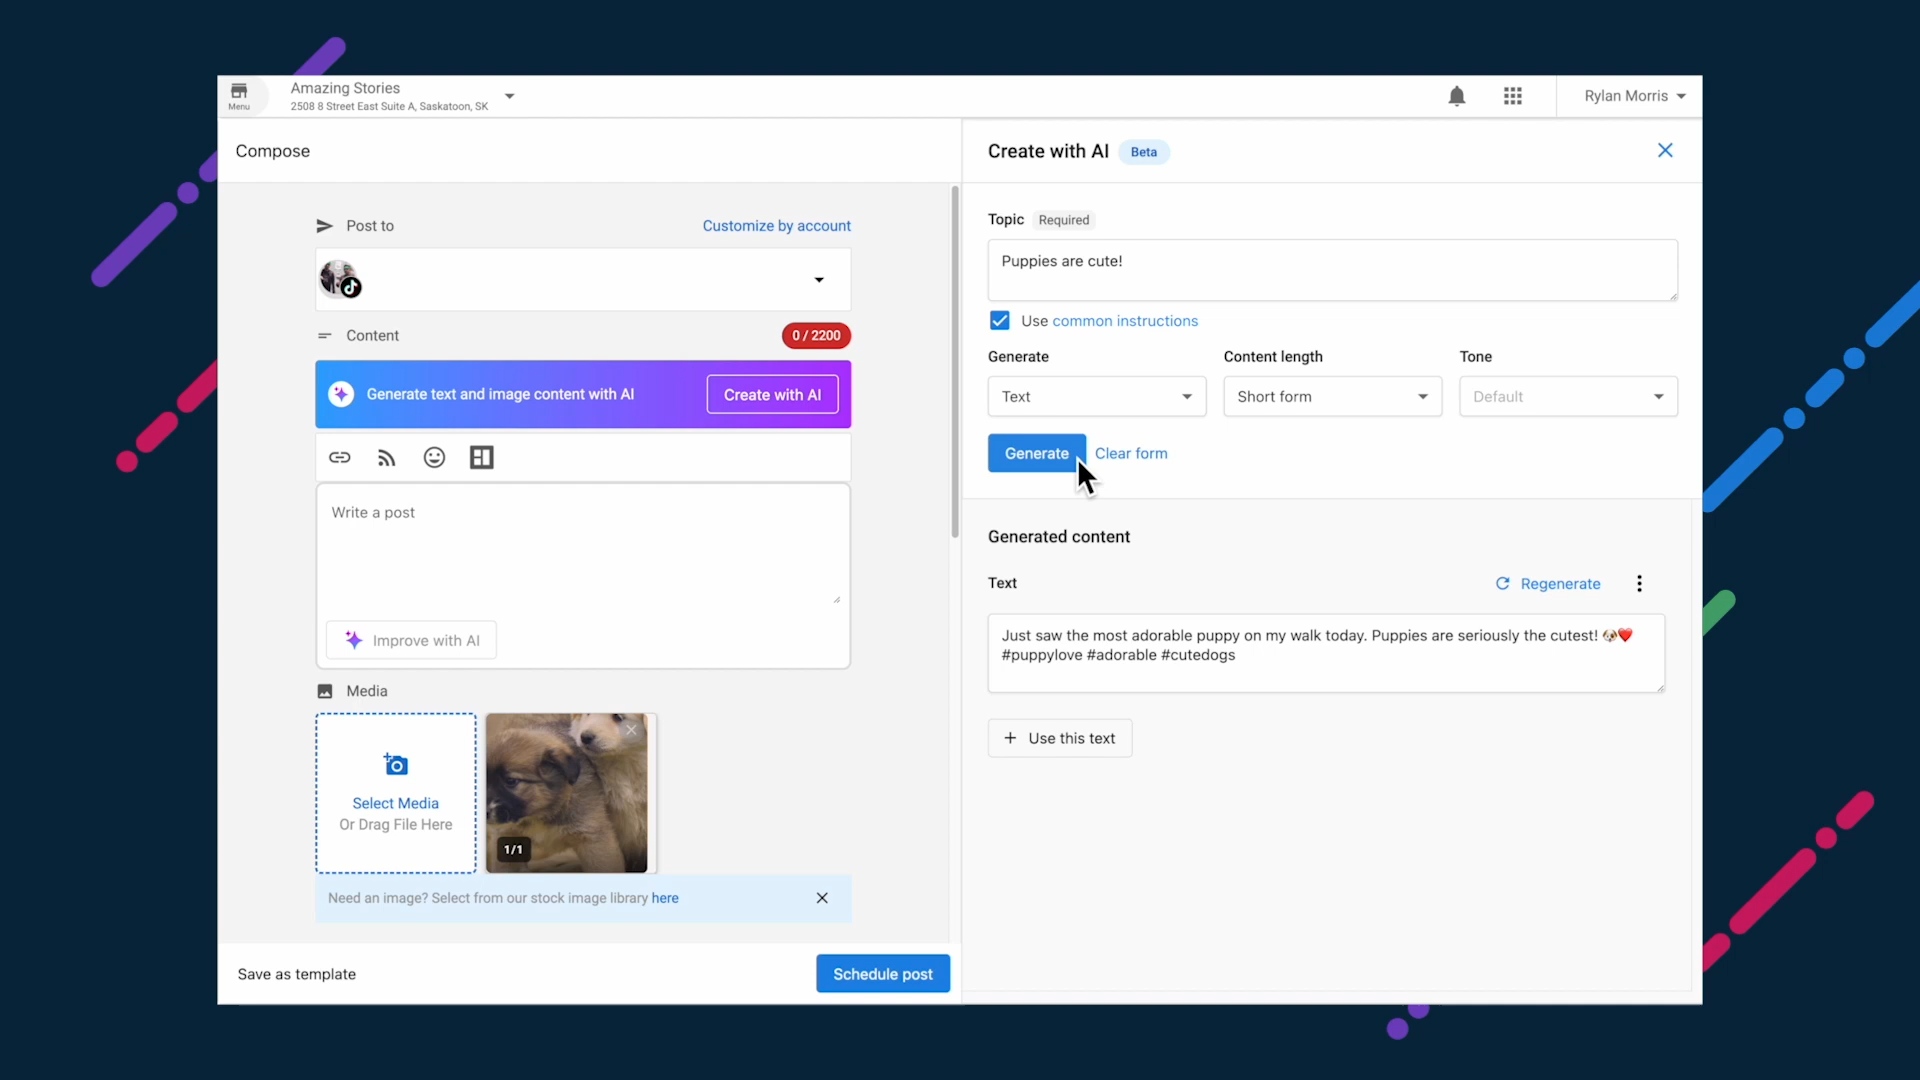 Menu
Amazing Stories
2508 8 Street East Suite A, Saskatoon, SK
Rylan Morris
Compose
Create with AI
Beta
Post to
Customize by account
Content
0 / 2200
Generate text and image content with AI
Create with AI
Write a post
Improve with AI
Media
Select Media
Or Drag File Here
1/1
Need an image? Select from our stock image library here
Save as template
Schedule post
Topic
Required
Puppies are cute!
Use common instructions
Generate
Content length
Tone
Text
Short form
Default
Generate
Clear form
Generated content
Text
Regenerate
Just saw the most adorable puppy on my walk today. Puppies are seriously the cutest! 🐶❤️
#puppylove #adorable #cutedogs
+ Use this text